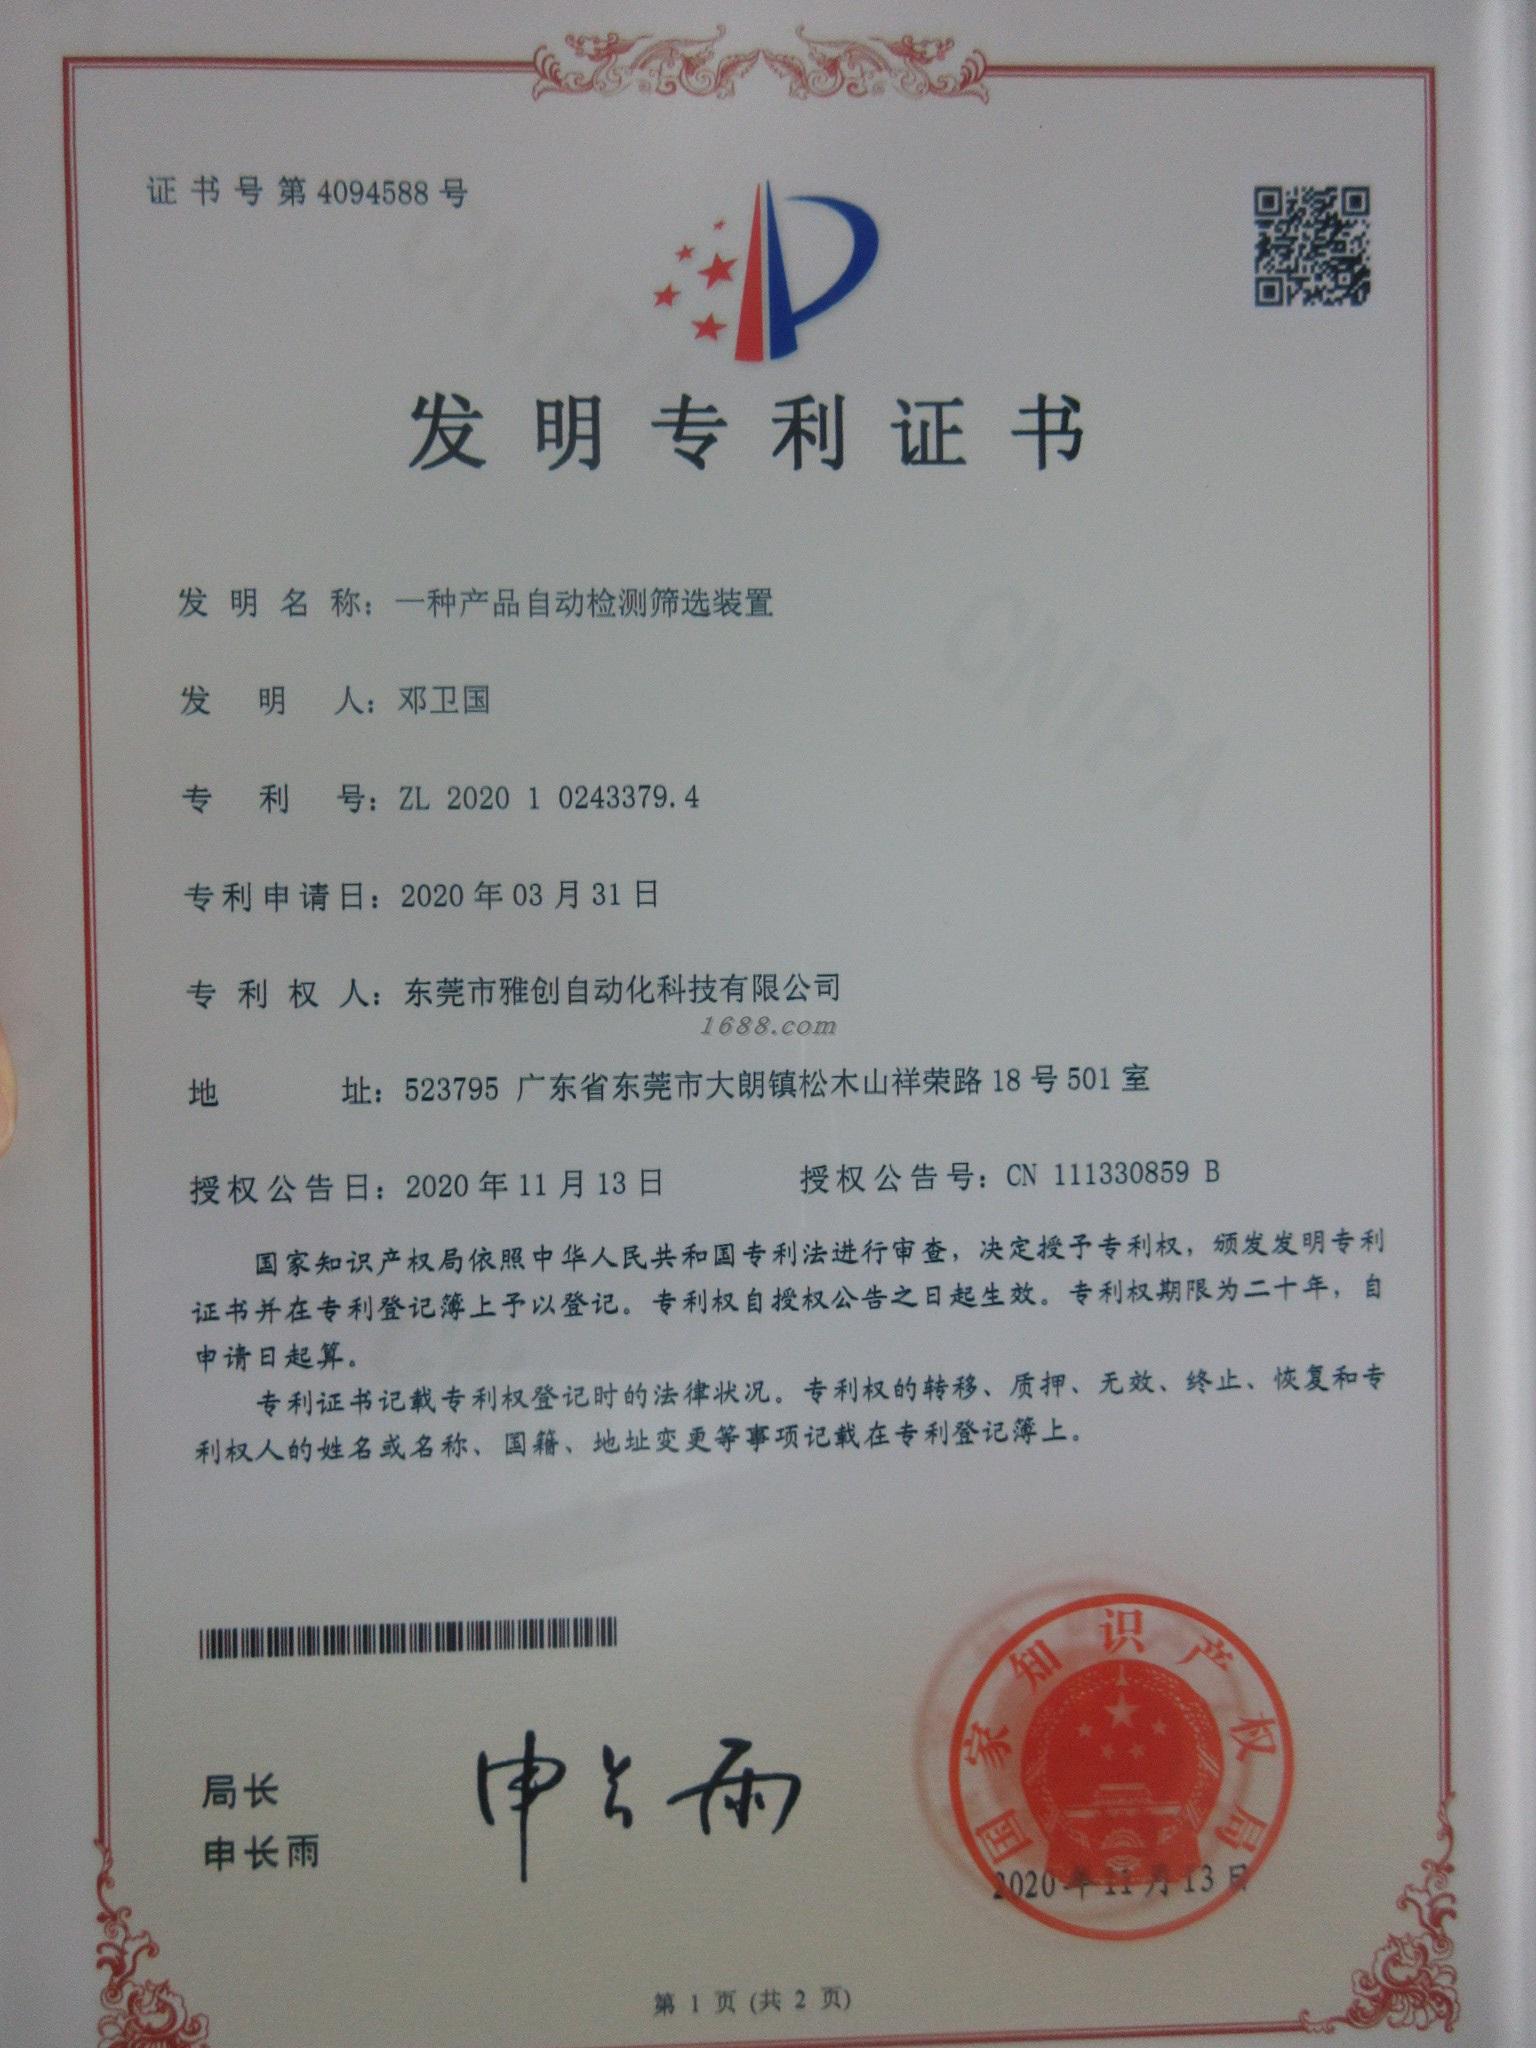 证书号第4094588号
发明专利证书
发明名称：一种产品自动检测筛选装置
发明人：邓卫国
专利号：ZL 2020 1 0243379.4
专利申请日：2020年03月31日
专利权人：东莞市雅创自动化科技有限公司
1688.com
地址：523795 广东省东莞市大朗镇松木山祥荣路18号501室
授权公告日：2020年11月13日 授权公告号：CN 111330859 B
国家知识产权局依照中华人民共和国专利法进行审查，决定授予专利权，颁发发明专利
证书并在专利登记簿上予以登记。专利权自授权公告之日起生效。专利权期限为二十年，自
申请日起算。
专利证书记载专利权登记时的法律状况。专利权的转移、质押、无效、终止、恢复和专
利权人的姓名或名称、国籍、地址变更等事项记载在专利登记簿上。
局长
申长雨
申长雨
国家知识产权局
2020年11月13日
第 1 页 (共 2 页)
CNIPA